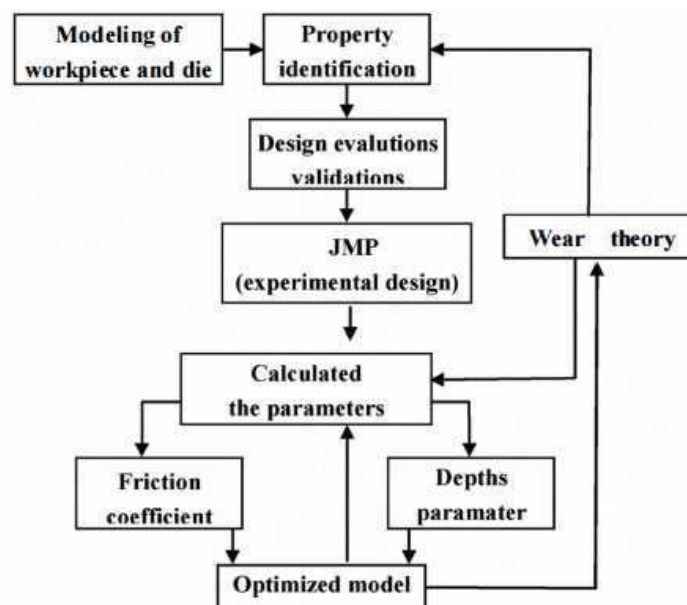 Modeling of
workpiece and die
Property
identification
Design evalutions
validations
JMP
(experimental design)
Wear theory
Calculated
the parameters
Friction
coefficient
Depths
paramater
Optimized model